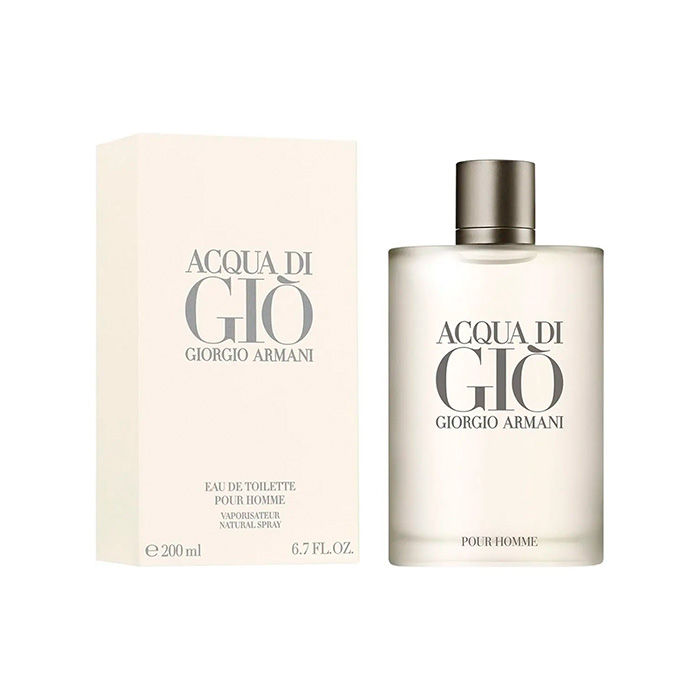 ACQUA DI
GIÒ
GIORGIO ARMANI
EAU DE TOILETTE
POUR HOMME
VAPORISATEUR
NATURAL SPRAY
℮ 200 ml 6.7 FL.OZ.
ACQUA DI
GIÒ
GIORGIO ARMANI
POUR HOMME